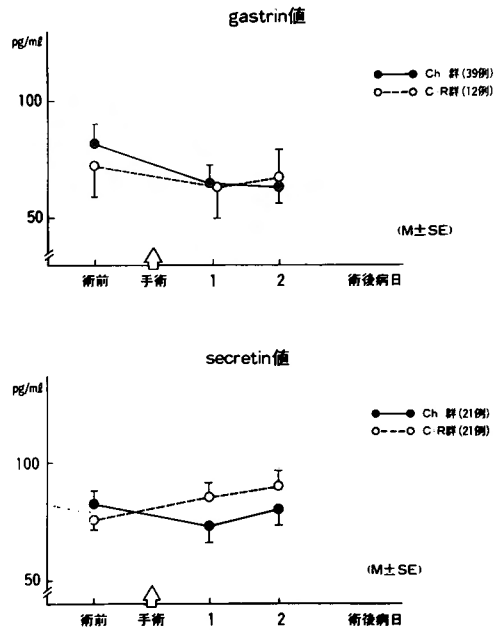 gastrin値
pg/ml
Ch 群 (39例)
C-R群 (12例)
100
50
(M±SE)
術前 手術 1 2 術後病日
secretin値
pg/ml
Ch 群 (21例)
C-R群 (21例)
100
50
(M±SE)
術前 手術 1 2 術後病日